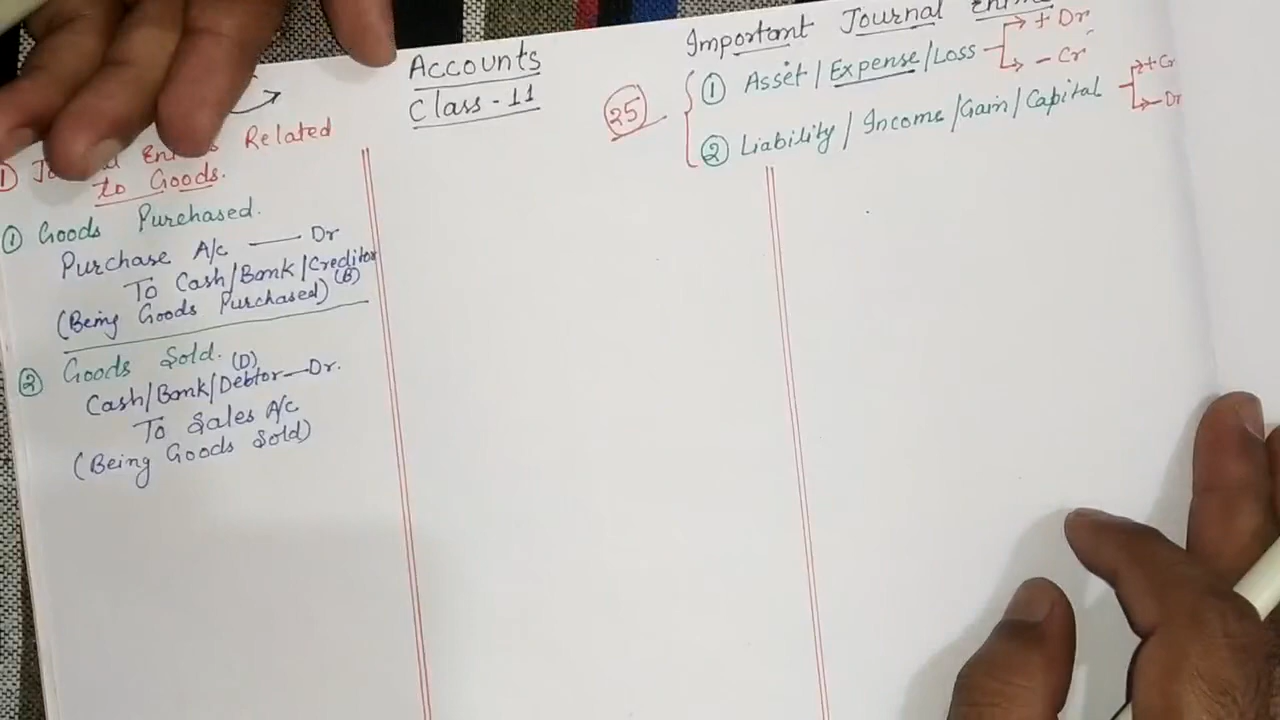 Accounts
Class - 11
Important Journal
25
① Asset / Expense / Loss + Dr - Cr
② Liability / Income / Gain / Capital + Cr - Dr
① Related
to Goods.
① Goods Purchased.
Purchase A/c —— Dr
To Cash/Bank/Creditor
(Being Goods Purchased) (B)
② Goods Sold.
(D)
Cash/Bank/Debtor—Dr.
To Sales A/c
(Being Goods Sold)